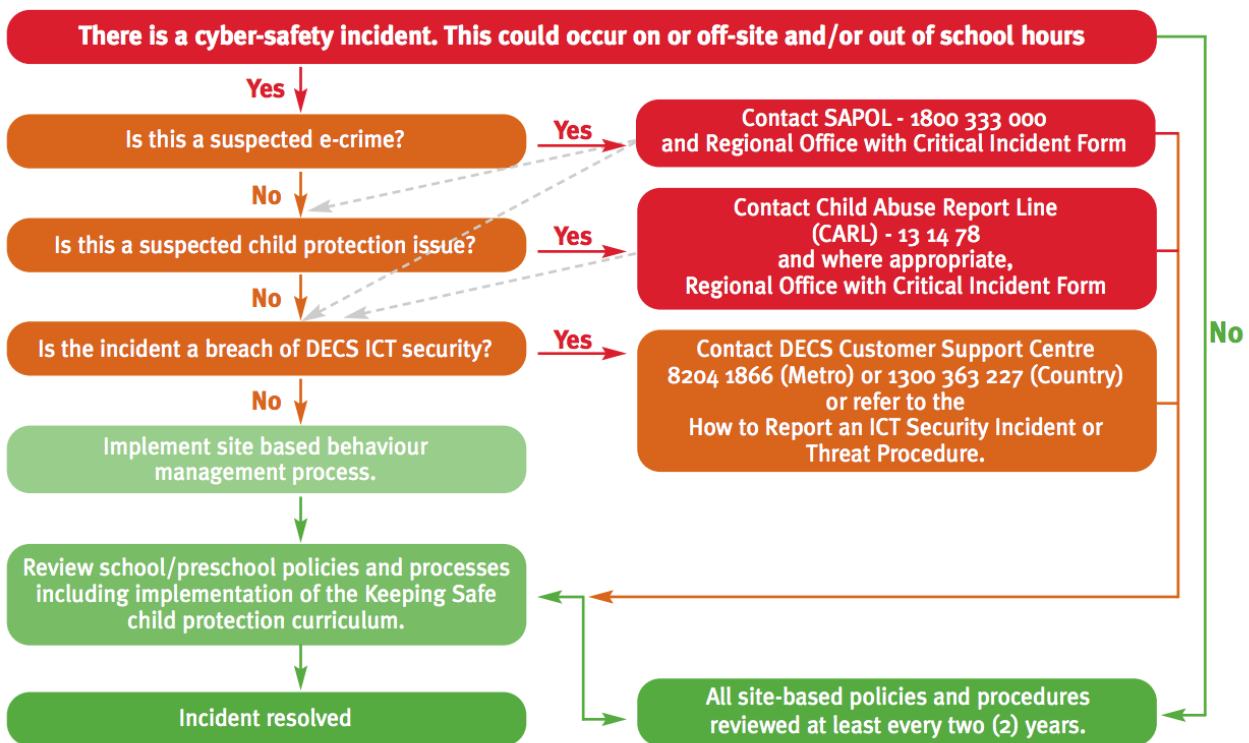 There is a cyber-safety incident. This could occur on or off-site and/or out of school hours
Yes
Is this a suspected e-crime?
Yes
Contact SAPOL - 1800 333 000
and Regional Office with Critical Incident Form
No
Is this a suspected child protection issue?
Yes
Contact Child Abuse Report Line
(CARL) - 13 14 78
and where appropriate,
Regional Office with Critical Incident Form
No
Is the incident a breach of DECS ICT security?
Yes
Contact DECS Customer Support Centre
8204 1866 (Metro) or 1300 363 227 (Country)
or refer to the
How to Report an ICT Security Incident or
Threat Procedure.
No
No
Implement site based behaviour
management process.
Review school/preschool policies and processes
including implementation of the Keeping Safe
child protection curriculum.
Incident resolved
All site-based policies and procedures
reviewed at least every two (2) years.